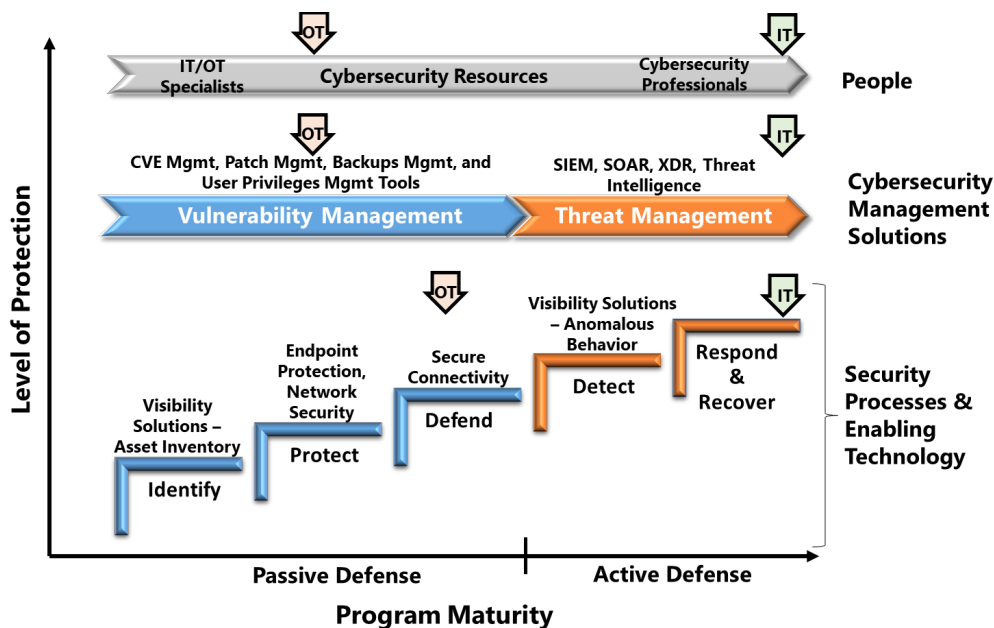 OT
IT
IT/OT
Specialists
Cybersecurity Resources
Cybersecurity
Professionals
People
OT
IT
CVE Mgmt, Patch Mgmt, Backups Mgmt, and
User Privileges Mgmt Tools
SIEM, SOAR, XDR, Threat
Intelligence
Vulnerability Management
Threat Management
Cybersecurity
Management
Solutions
Level of Protection
OT
IT
Visibility
Solutions –
Asset Inventory
Identify
Endpoint
Protection,
Network
Security
Protect
Secure
Connectivity
Defend
Visibility Solutions
– Anomalous
Behavior
Detect
Respond
&
Recover
Security
Processes &
Enabling
Technology
Passive Defense
Active Defense
Program Maturity